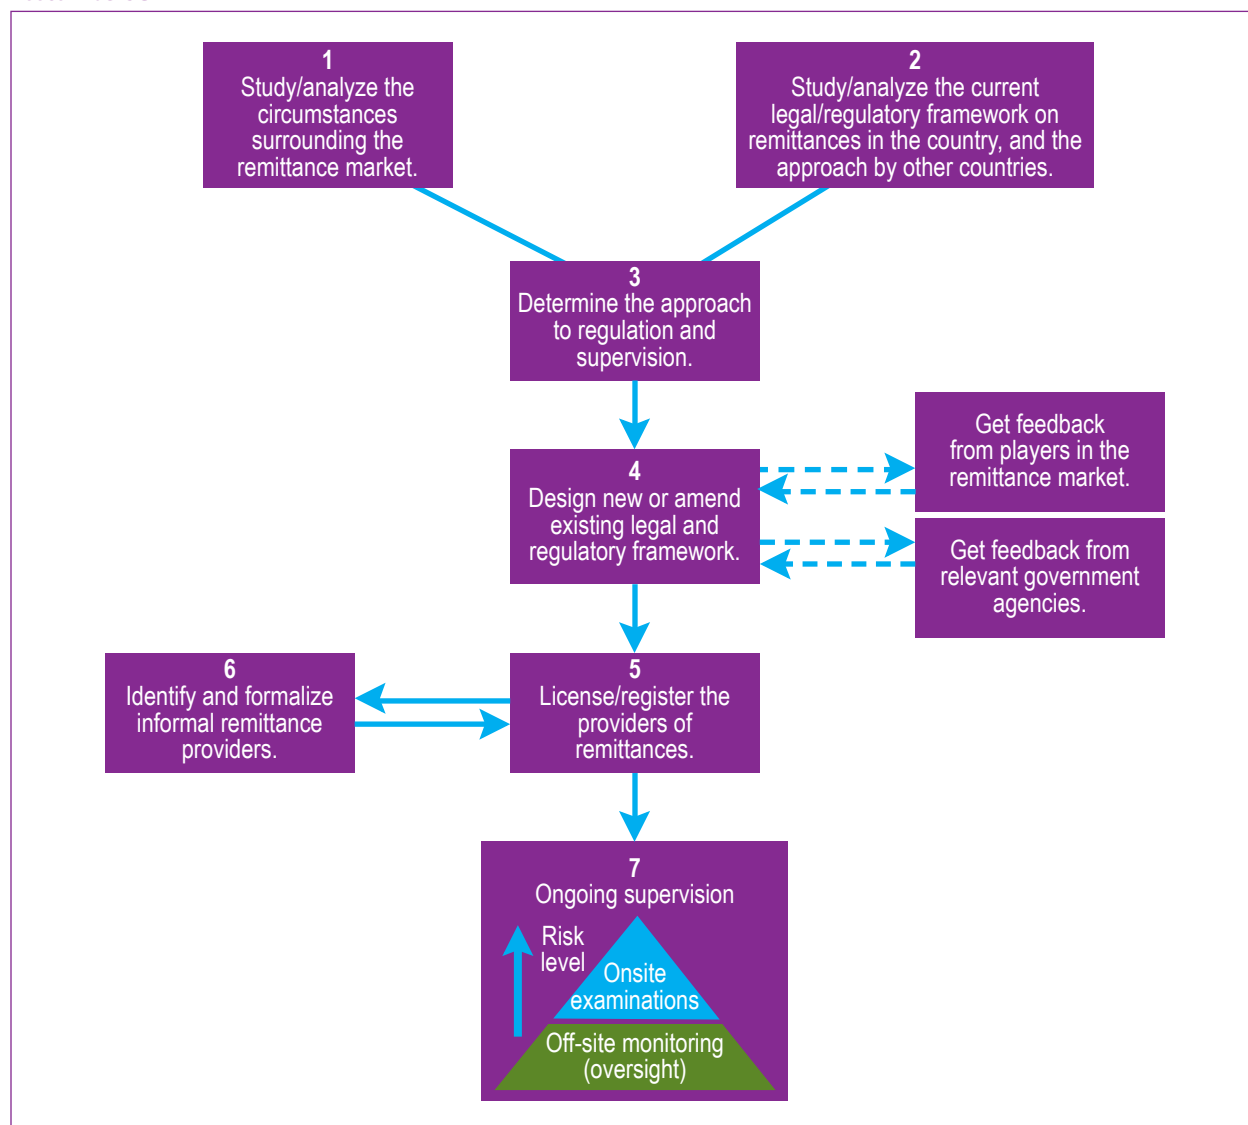 1
Study/analyze the
circumstances
surrounding the
remittance market.
2
Study/analyze the current
legal/regulatory framework on
remittances in the country, and the
approach by other countries.
3
Determine the approach
to regulation and
supervision.
4
Design new or amend
existing legal and
regulatory framework.
Get feedback
from players in the
remittance market.
Get feedback from
relevant government
agencies.
6
Identify and formalize
informal remittance
providers.
5
License/register the
providers of
remittances.
7
Ongoing supervision
Risk
level
Onsite
examinations
Off-site monitoring
(oversight)